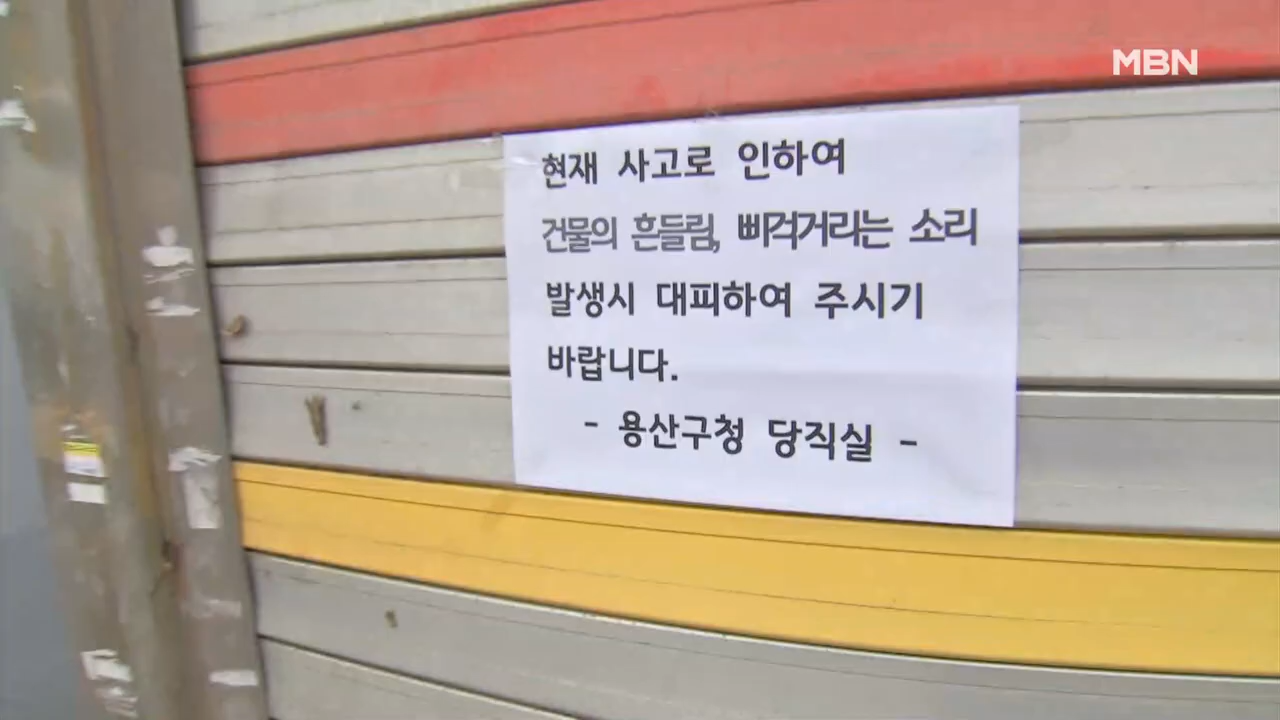 MBN
현재 사고로 인하여
건물의 흔들림, 삐걱거리는 소리
발생시 대피하여 주시기
바랍니다.
- 용산구청 당직실 -